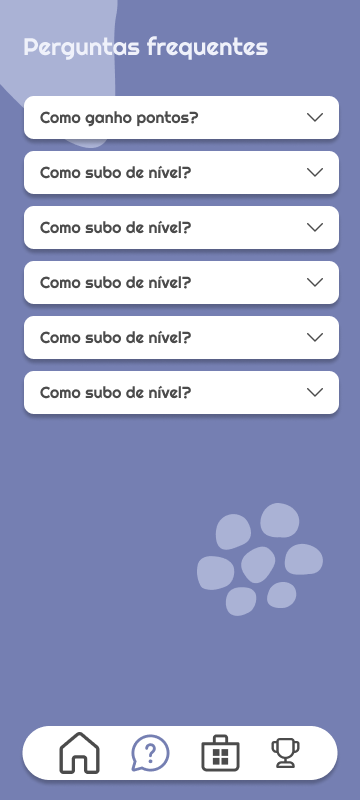 Perguntas frequentes
Como ganho pontos?
Como subo de nível?
Como subo de nível?
Como subo de nível?
Como subo de nível?
Como subo de nível?
?